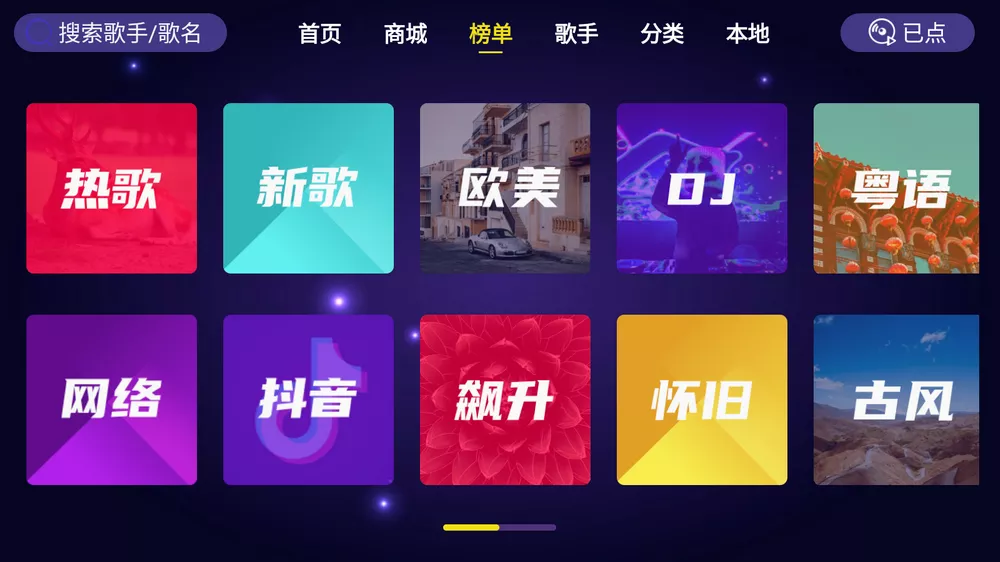 搜索歌手/歌名
首页
商城
榜单
歌手
分类
本地
已点
热歌
新歌
欧美
DJ
粤语
网络
抖音
飙升
怀旧
古风